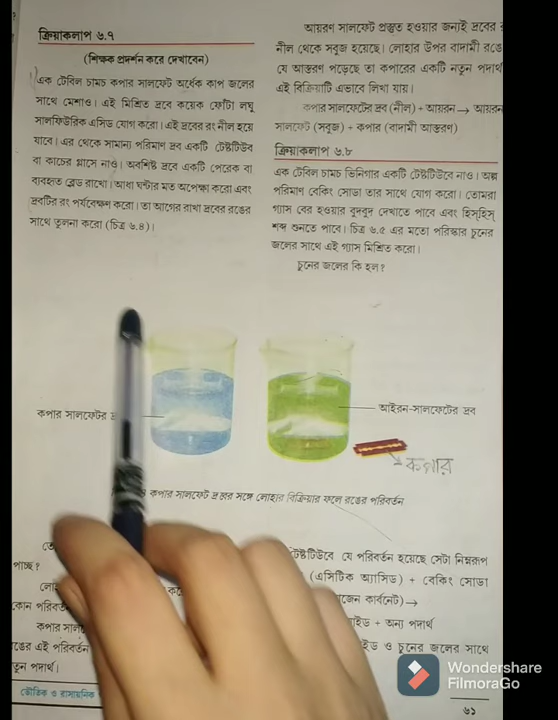 ক্রিয়াকলাপ ৬.৭
(শিক্ষক প্রদর্শন করে দেখাবেন)
এক টেবিল চামচ কপার সালফেট অর্ধেক কাপ জলের
সাথে মেশাও। এই মিশ্রিত দ্রবে কয়েক ফোঁটা লঘু
সালফিউরিক এসিড যোগ করো। এই দ্রবের রং নীল হয়ে
যাবে। এর থেকে সামান্য পরিমাণ দ্রব একটি টেষ্টটিউব
বা কাচের গ্লাসে নাও। অবশিষ্ট দ্রবে একটি পেরেক বা
ব্যবহৃত ব্লেড রাখো। আধা ঘন্টার মত অপেক্ষা করো এবং
দ্রবটির রং পর্যবেক্ষণ করো। তা আগের রাখা দ্রবের রঙের
সাথে তুলনা করো (চিত্র ৬.৪)।
আয়রণ সালফেট প্রস্তুত হওয়ার জন্যই দ্রবের
নীল থেকে সবুজ হয়েছে। লোহার উপর বাদামী রঙে
যে আস্তরণ পড়েছে তা কপারের একটি নতুন পদার্থ
এই বিক্রিয়াটি এভাবে লিখা যায়।
কপার সালফেটের দ্রব (নীল) + আয়রন → আয়রন
সালফেট (সবুজ) + কপার (বাদামী আস্তরণ)
ক্রিয়াকলাপ ৬.৮
এক টেবিল চামচ ভিনিগার একটি টেষ্টটিউবে নাও। অল্প
পরিমাণ বেকিং সোডা তার সাথে যোগ করো। তোমরা
গ্যাস বের হওয়ার বুদবুদ দেখতে পাবে এবং হিস্‌হিস্
শব্দ শুনতে পাবে। চিত্র ৬.৫ এর মতো পরিষ্কার চুনের
জলের সাথে এই গ্যাস মিশ্রিত করো।
চুনের জলের কি হল?
কপার সালফেটর
আইরন-সালফেটের দ্রব
কপার
কপার সালফেট দ্রবর সঙ্গে লোহার বিক্রিয়ার ফলে রঙের পরিবর্তন
পাচ্ছ?
কোন
কপার
রঙের এই পরিবর্তন
নতুন পদার্থ।
টেষ্টটিউবে যে পরিবর্তন হয়েছে সেটা নিম্নরূপ
(এসিটিক অ্যাসিড) + বেকিং সোডা
কার্বনেট) →
+ অন্য পদার্থ
ও চুনের জলের সাথে
Wondershare
FilmoraGo
ভৌতিক ও রাসায়নিক
৬১